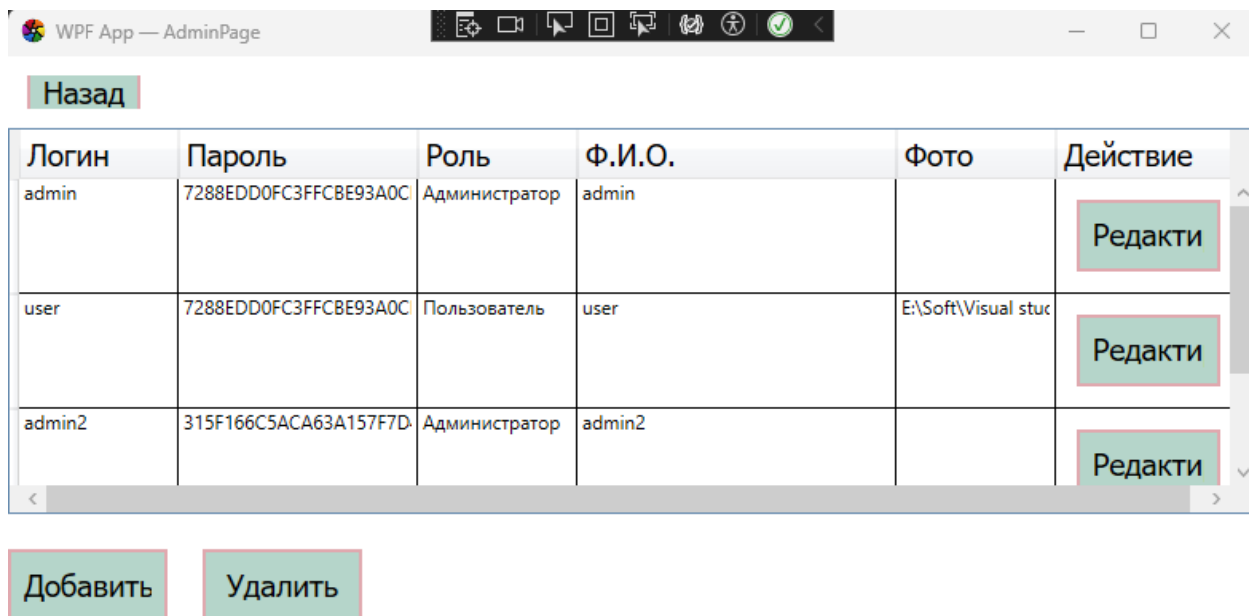 WPF App — AdminPage
Назад
Логин Пароль Роль Ф.И.О. Фото Действие
admin 7288EDD0FC3FFCBE93A0C Администратор admin
Редакти
user 7288EDD0FC3FFCBE93A0C Пользователь user E:\Soft\Visual stuc
Редакти
admin2 315F166C5ACA63A157F7D Администратор admin2
Редакти
Добавить Удалить